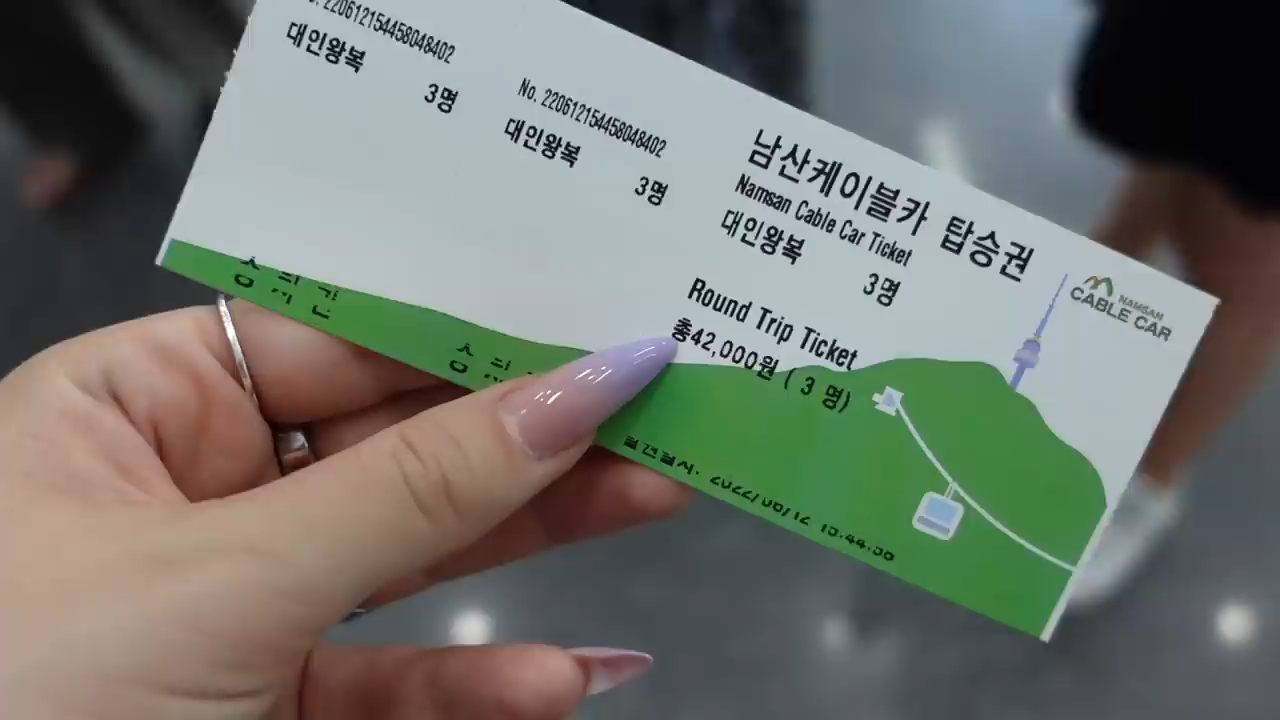 220612154458048402
대인왕복
3명
No. 220612154458048402
대인왕복
3명
남산케이블카 탑승권
Namsan Cable Car Ticket
대인왕복
3명
Round Trip Ticket
총42,000원 ( 3 명)
NAMSAN
CABLE CAR